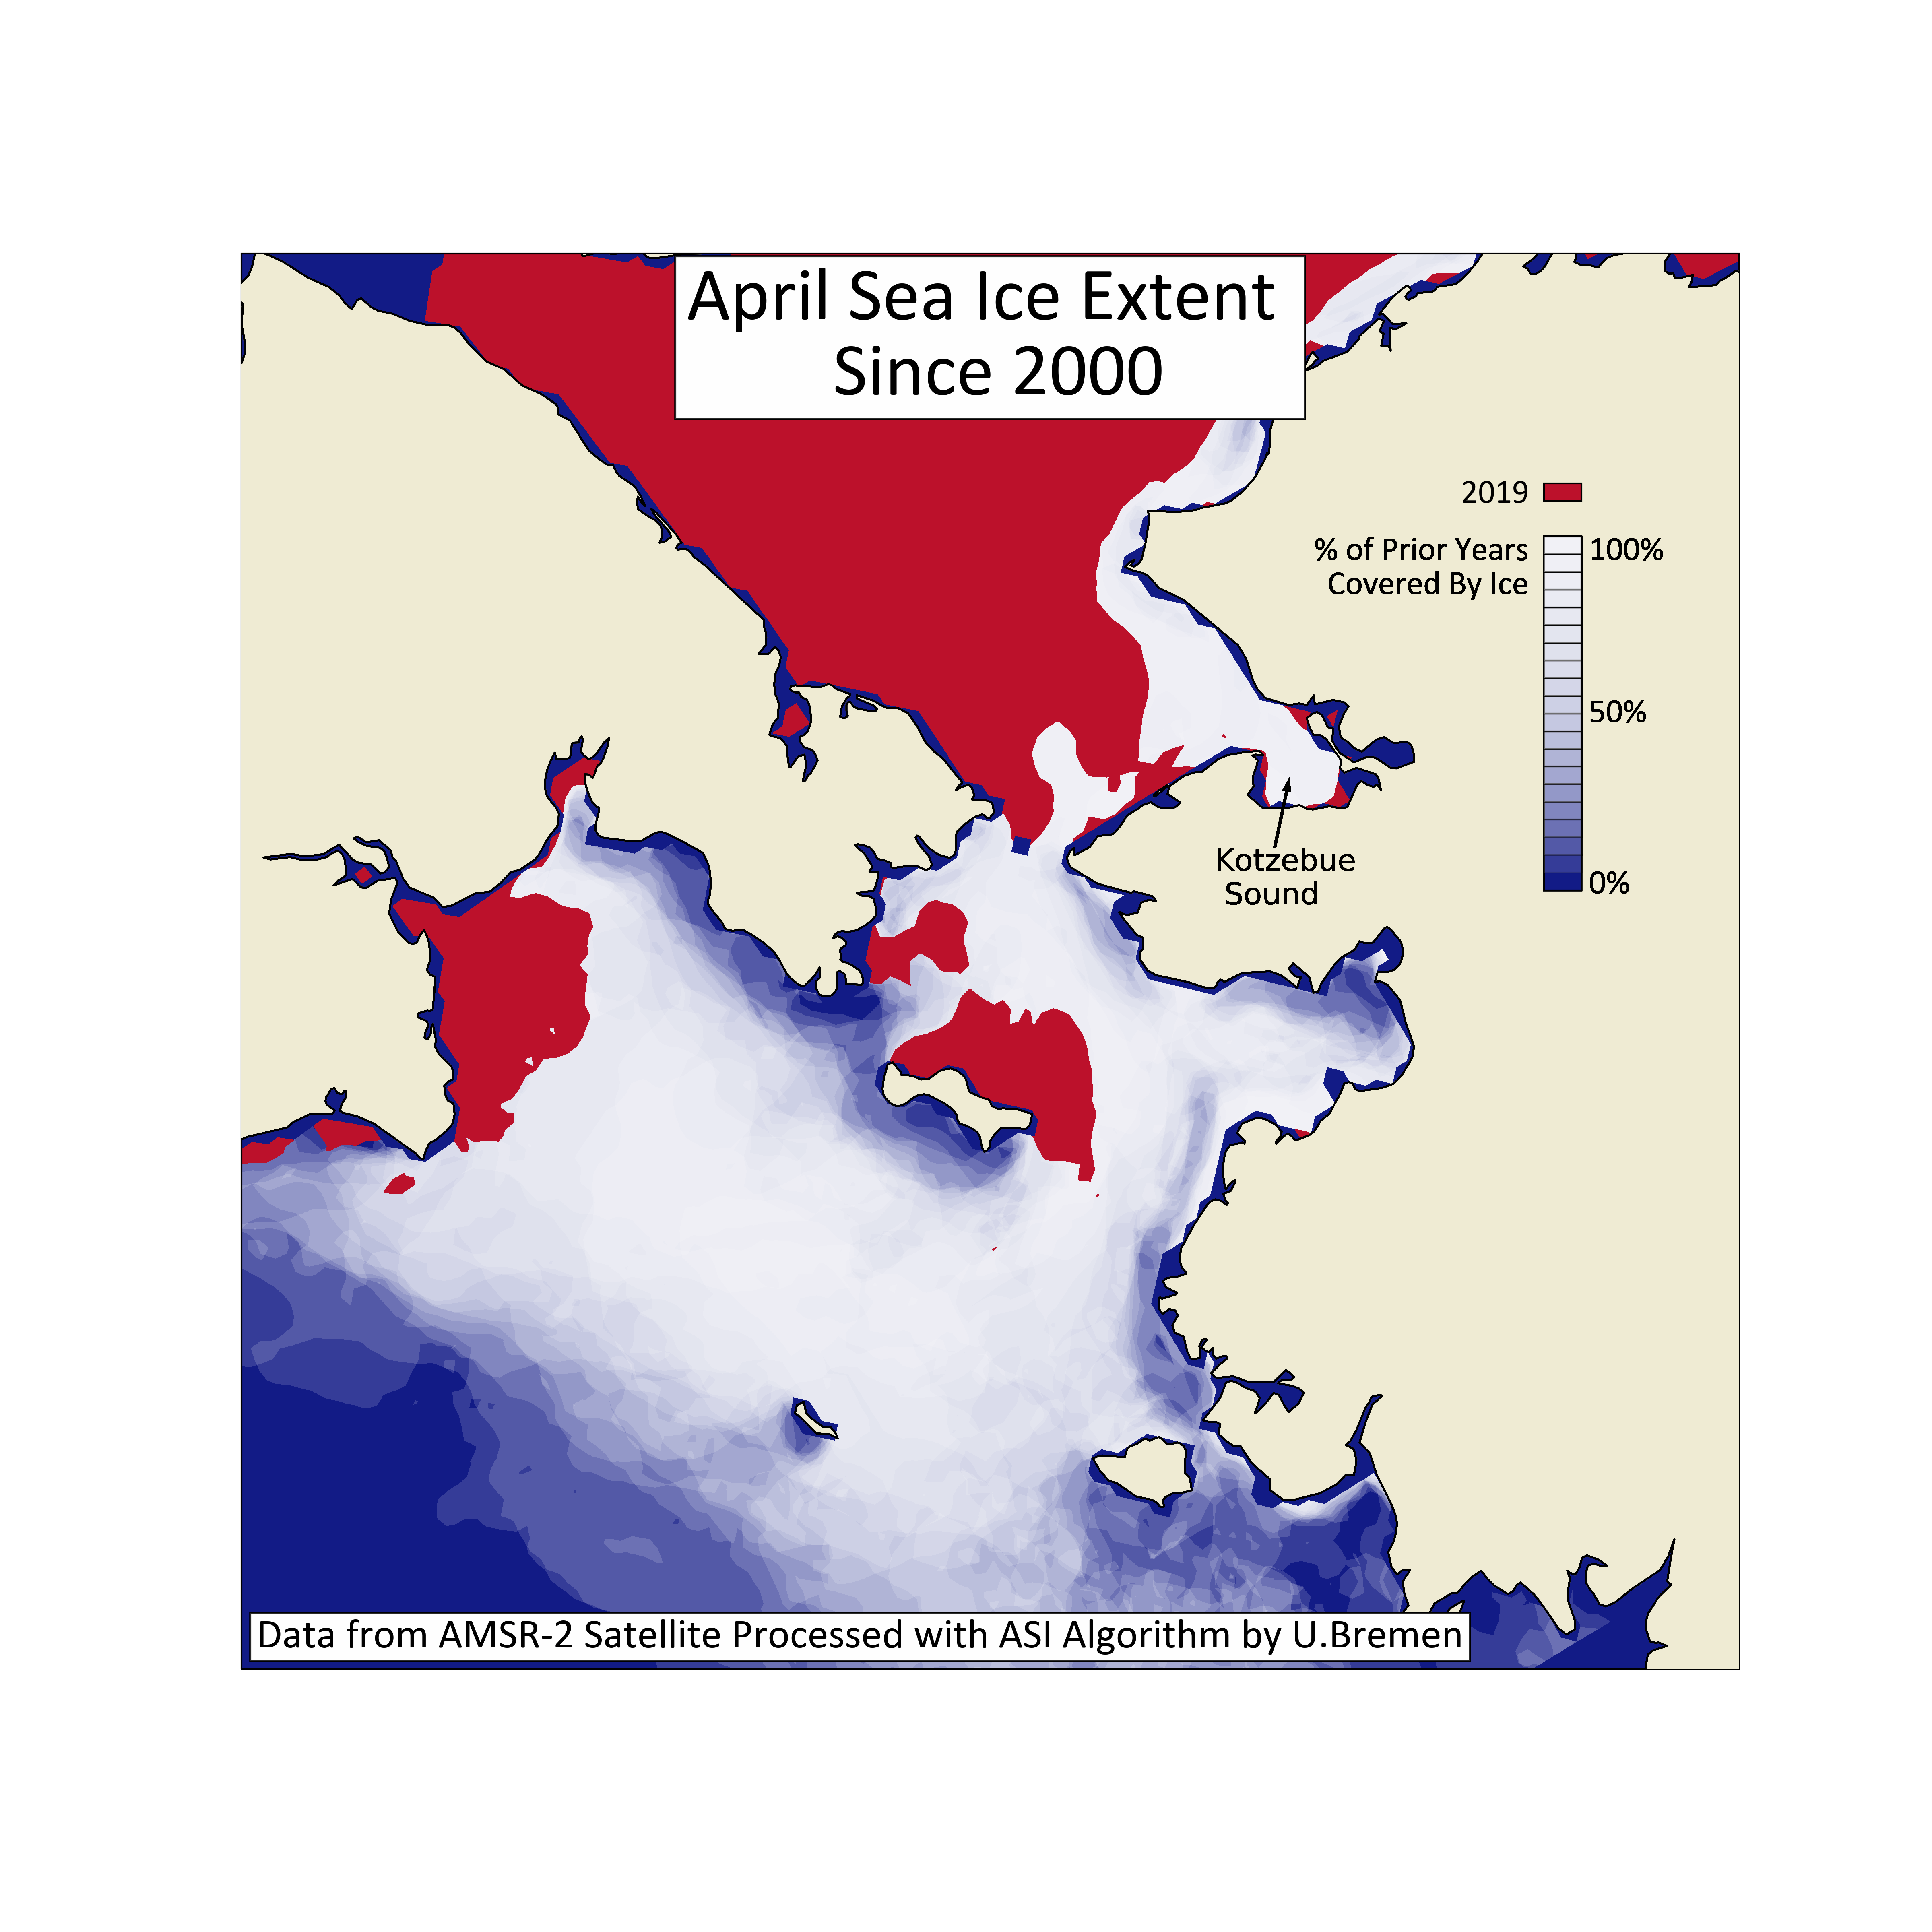 April Sea Ice Extent
Since 2000
2019
% of Prior Years
Covered By Ice
100%
50%
0%
Kotzebue
Sound
Data from AMSR-2 Satellite Processed with ASI Algorithm by U.Bremen